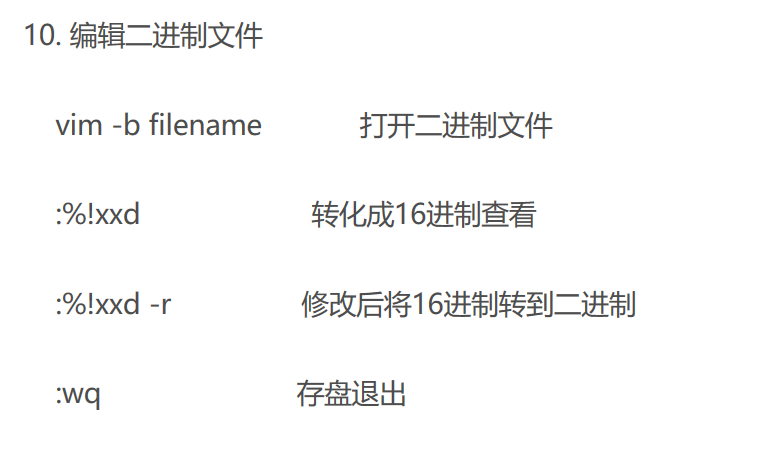 10. 编辑二进制文件
vim -b filename 打开二进制文件
:%!xxd 转化成16进制查看
:%!xxd -r 修改后将16进制转到二进制
:wq 存盘退出